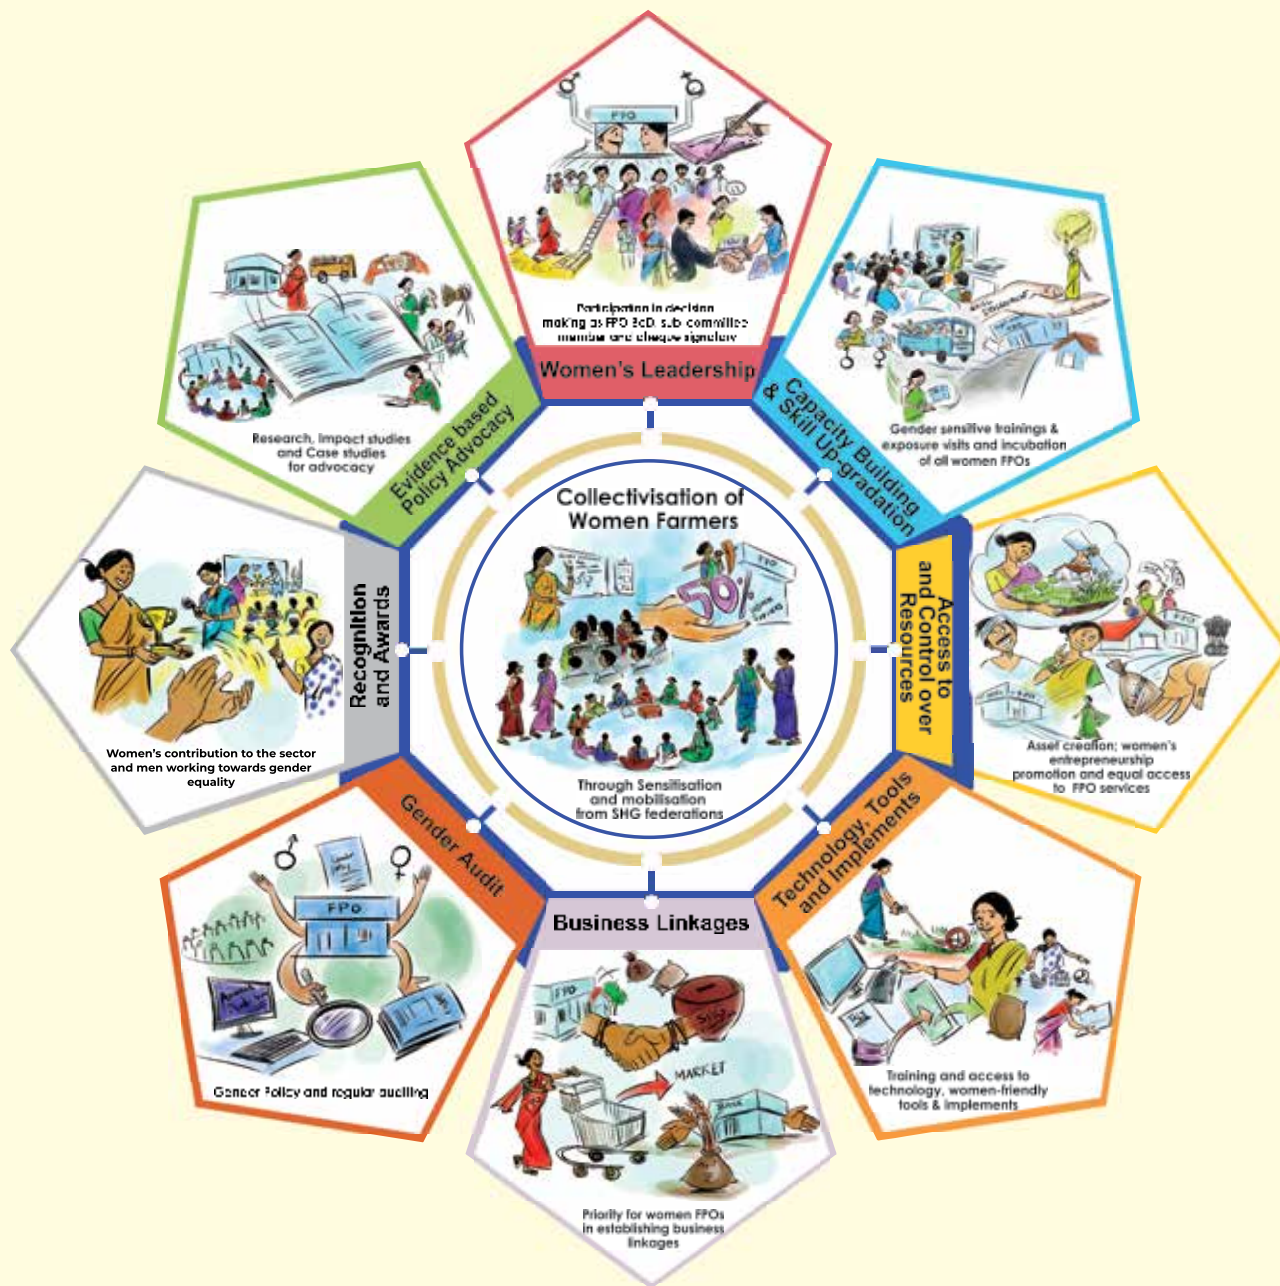 FPO
Participation in decision
making as FPO BoD, sub-committee
member and cheque signatory
Women's Leadership
Gender sensitive trainings &
exposure visits and incubation
of all women FPOs
Capacity Building
& Skill Up-gradation
FPO
Access to
and Control over
Resources
Asset creation; women's
entrepreneurship
promotion and equal access
to FPO services
Technology, Tools
and Implements
Training and access to
technology, women-friendly
tools & implements
Business Linkages
FPO
MARKET
BANK
Priority for women FPOs
in establishing business
linkages
Gender Audit
FPO
Gender Policy and regular auditing
Recognition
and Awards
Women's contribution to the sector
and men working towards gender
equality
Evidence based
Policy Advocacy
Research, Impact studies
and Case studies
for advocacy
Collectivisation of
Women Farmers
50%
FPO
Through Sensitisation
and mobilisation
from SHG federations